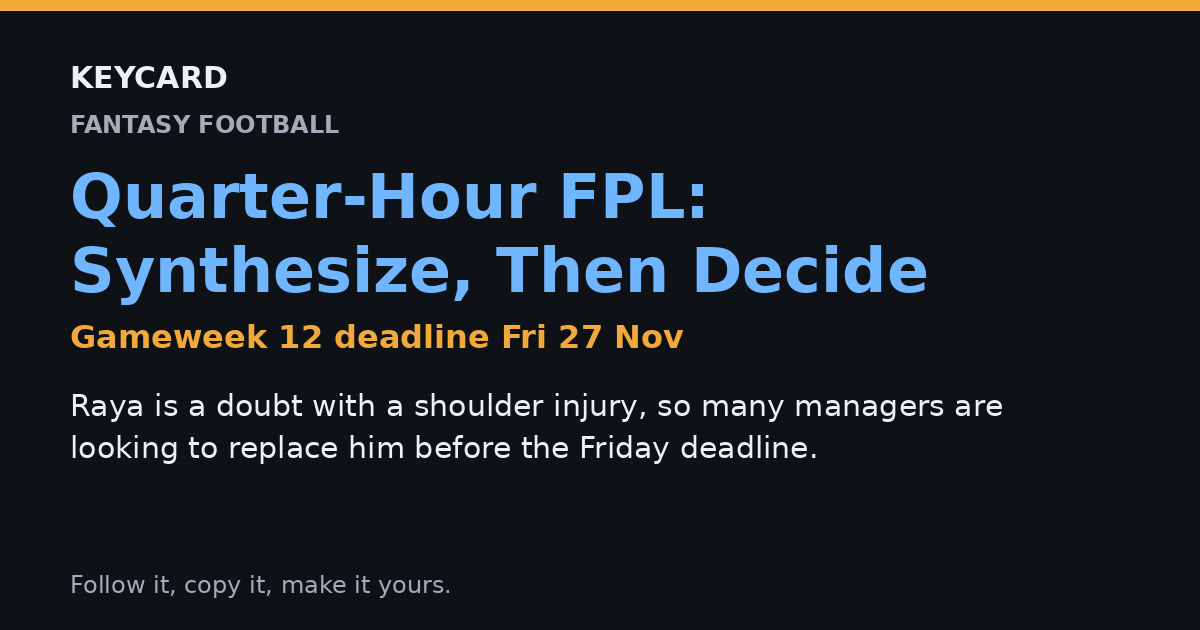 KEYCARD
FANTASY FOOTBALL
Quarter-Hour FPL:
Synthesize, Then Decide
Gameweek 12 deadline Fri 27 Nov
Raya is a doubt with a shoulder injury, so many managers are
looking to replace him before the Friday deadline.
Follow it, copy it, make it yours.